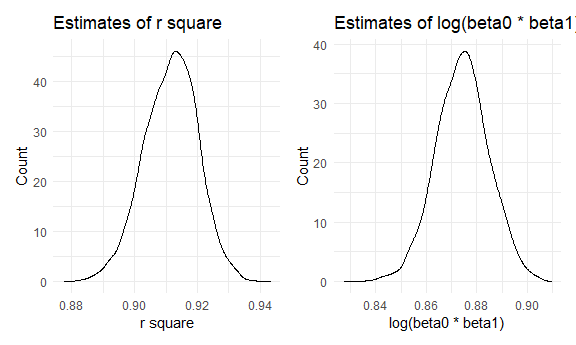 Estimates of r square
Count
40
30
20
10
0
0.88 0.90 0.92 0.94
r square
Estimates of log(beta0 * beta1)
Count
40
30
20
10
0
0.84 0.86 0.88 0.90
log(beta0 * beta1)